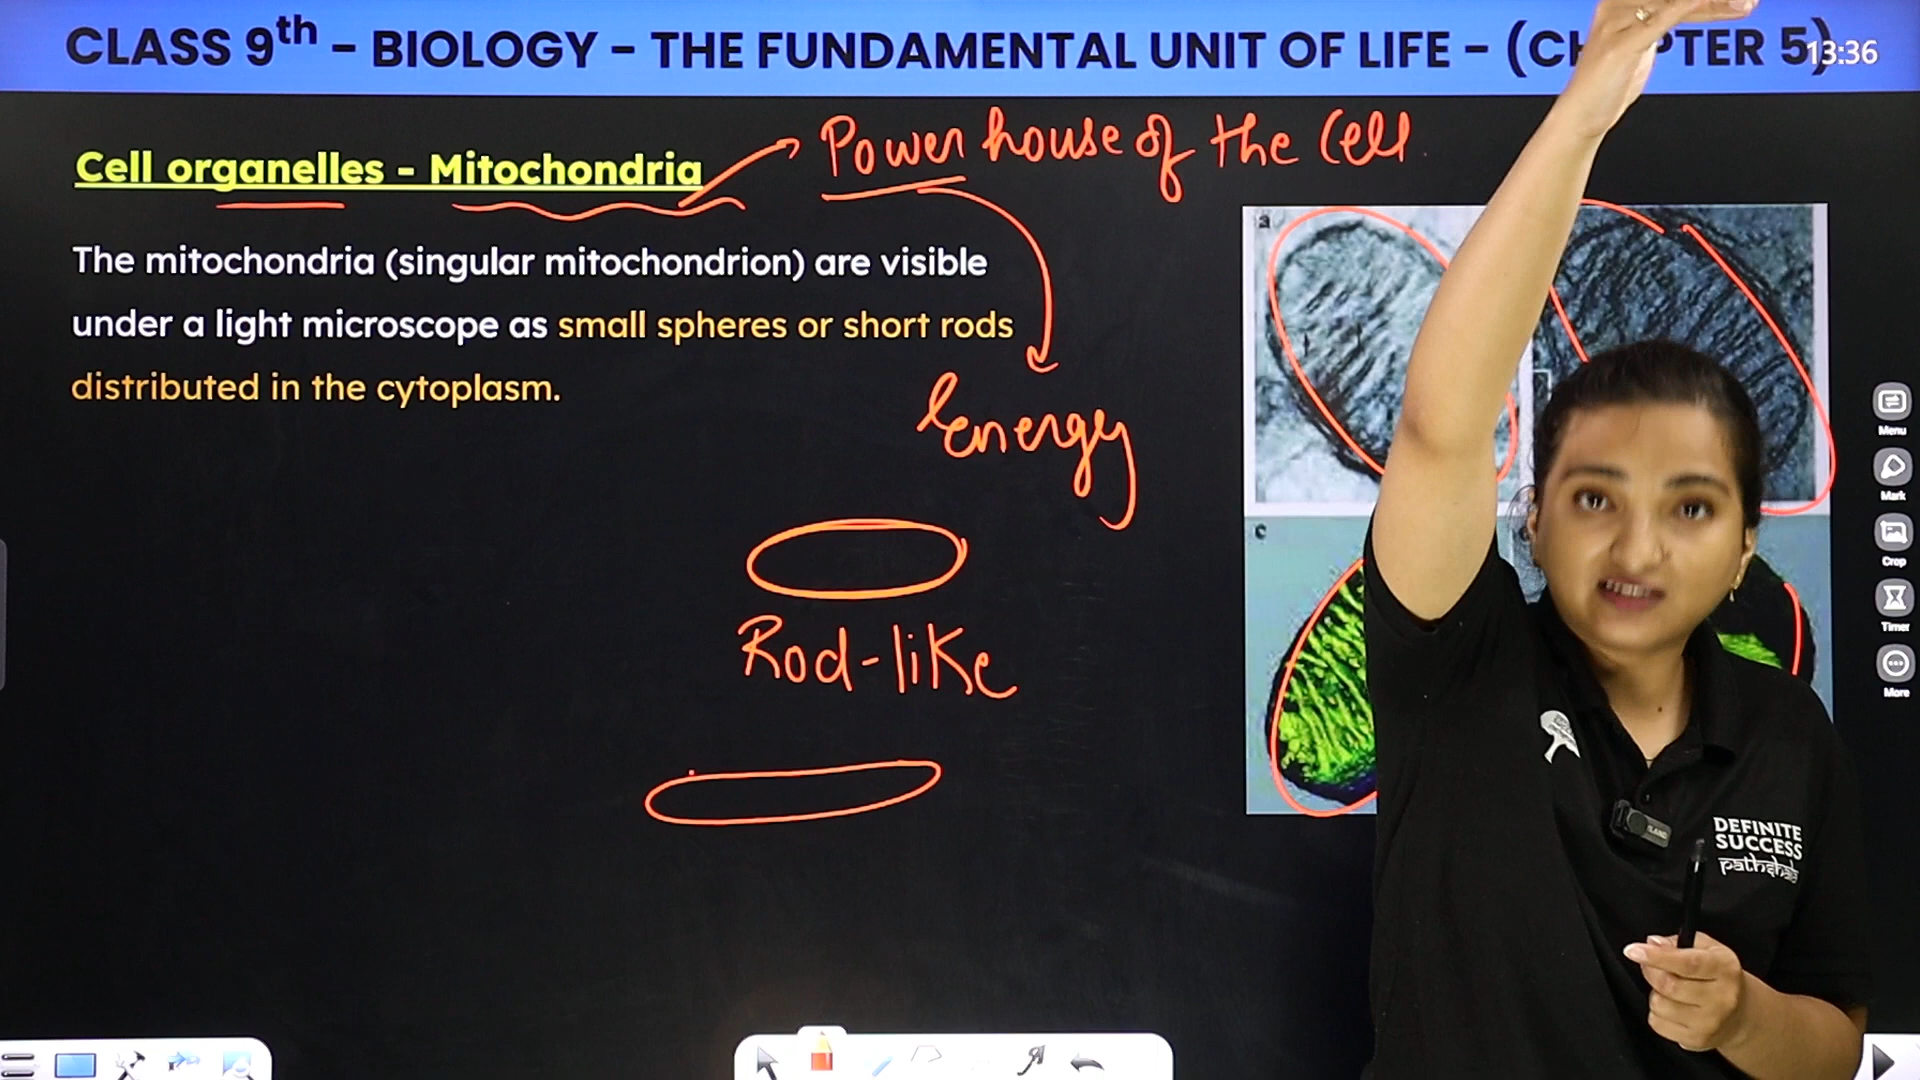 CLASS 9th - BIOLOGY - THE FUNDAMENTAL UNIT OF LIFE - (CH PTER 5)
13:36
Cell organelles - Mitochondria
Power house of the Cell
The mitochondria (singular mitochondrion) are visible
under a light microscope as small spheres or short rods
distributed in the cytoplasm.
Energy
Rod-like
a
c
Menu
Mark
Crop
Timer
More
DEFINITE
SUCCESS
pathshala